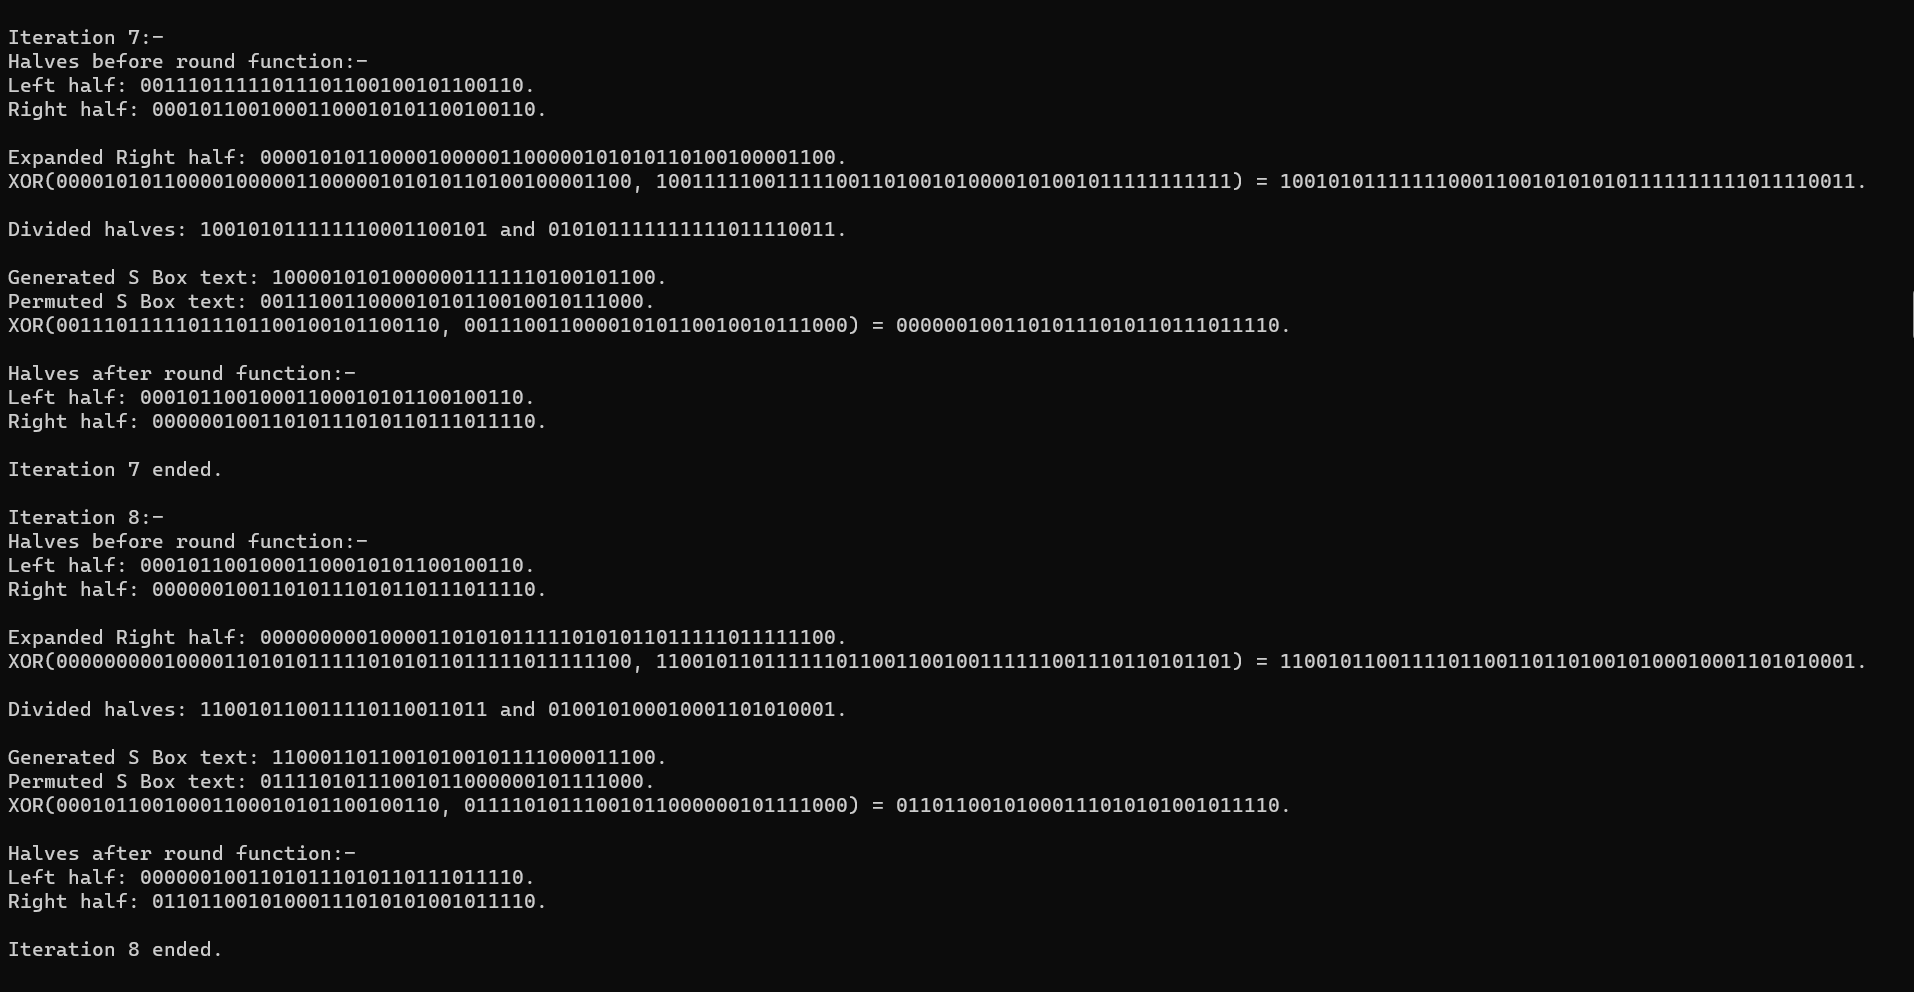 Iteration 7:-
Halves before round function:-
Left half: 00111011111011101100100101100110.
Right half: 00010110010001100010101100100110.
Expanded Right half: 000010101100001000001100000101010110100100001100.
XOR(000010101100001000001100000101010110100100001100, 100111110011111001101001010000101001011111111111) = 100101011111110001100101010101111111111011110011.
Divided halves: 100101011111110001100101 and 010101111111111011110011.
Generated S Box text: 10000101010000001111110100101100.
Permuted S Box text: 00111001100001010110010010111000.
XOR(00111011111011101100100101100110, 00111001100001010110010010111000) = 00000010011010111010110111011110.
Halves after round function:-
Left half: 00010110010001100010101100100110.
Right half: 00000010011010111010110111011110.
Iteration 7 ended.
Iteration 8:-
Halves before round function:-
Left half: 00010110010001100010101100100110.
Right half: 00000010011010111010110111011110.
Expanded Right half: 000000000100001101010111110101011011111011111100.
XOR(000000000100001101010111110101011011111011111100, 110010110111111011001100100111111001110110101101) = 110010110011110110011011010010100010001101010001.
Divided halves: 110010110011110110011011 and 010010100010001101010001.
Generated S Box text: 11000110110010100101111000011100.
Permuted S Box text: 01111010111001011000000101111000.
XOR(00010110010001100010101100100110, 01111010111001011000000101111000) = 01101100101000111010101001011110.
Halves after round function:-
Left half: 00000010011010111010110111011110.
Right half: 01101100101000111010101001011110.
Iteration 8 ended.